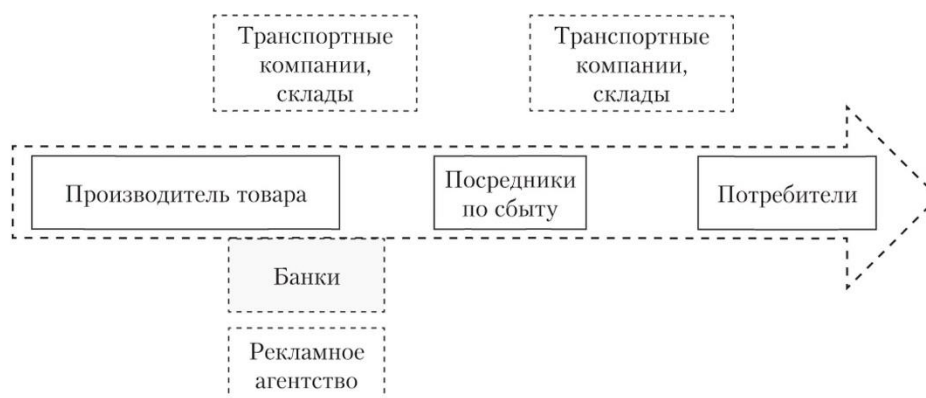 Транспортные
компании,
склады
Транспортные
компании,
склады
Производитель товара
Посредники
по сбыту
Потребители
Банки
Рекламное
агентство